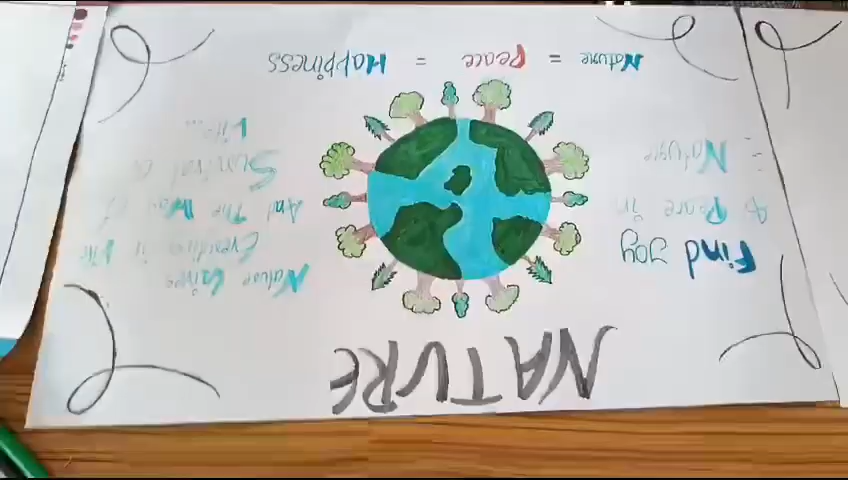 NATURE
Find Joy
& Peace in
Nature
Nature Gives
Everything in Life
And The Way of
Survival of
Life...
Nature = Peace = Happiness